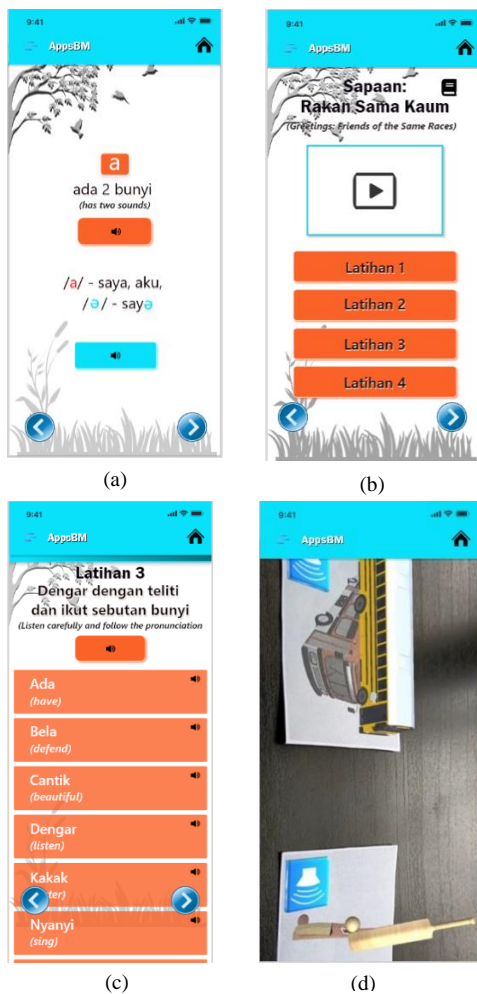 9:41
AppsBM
a
ada 2 bunyi
(has two sounds)
/a/ - saya, aku,
/ə/ - sayə
(a)
9:41
AppsBM
Sapaan:
Rakan Sama Kaum
(Greetings: Friends of the Same Races)
Latihan 1
Latihan 2
Latihan 3
Latihan 4
(b)
9:41
AppsBM
Latihan 3
Dengar dengan teliti
dan ikut sebutan bunyi
(Listen carefully and follow the pronunciation
Ada
(have)
Bela
(defend)
Cantik
(beautiful)
Dengar
(listen)
Kakak
Nyanyi
(sing)
(c)
9:41
AppsBM
(d)